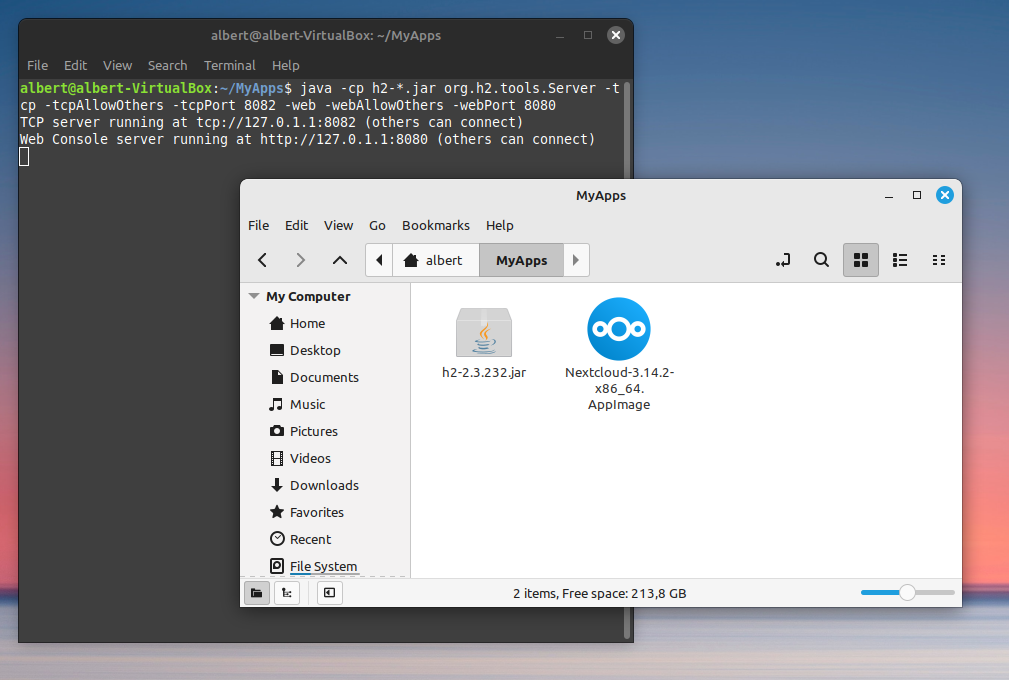 albert@albert-VirtualBox: ~/MyApps
File Edit View Search Terminal Help
albert@albert-VirtualBox:~/MyApps$ java -cp h2-*.jar org.h2.tools.Server -t
cp -tcpAllowOthers -tcpPort 8082 -web -webAllowOthers -webPort 8080
TCP server running at tcp://127.0.1.1:8082 (others can connect)
Web Console server running at http://127.0.1.1:8080 (others can connect)
MyApps
File Edit View Go Bookmarks Help
albert MyApps
My Computer
Home
Desktop
Documents
Music
Pictures
Videos
Downloads
Favorites
Recent
File System
h2-2.3.232.jar
Nextcloud-3.14.2-
x86_64.
AppImage
2 items, Free space: 213,8 GB